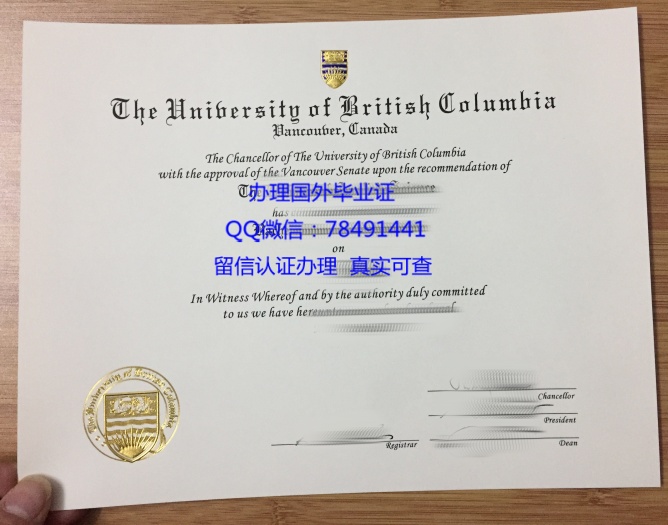 The University of British Columbia
Vancouver, Canada
The Chancellor of The University of British Columbia
with the approval of the Vancouver Senate upon the recommendation of
办理国外毕业证
has
QQ微信：78491441
on
留信认证办理 真实可查
In Witness Whereof and by the authority duly committed
to us we have
Chancellor
President
Registrar
Dean